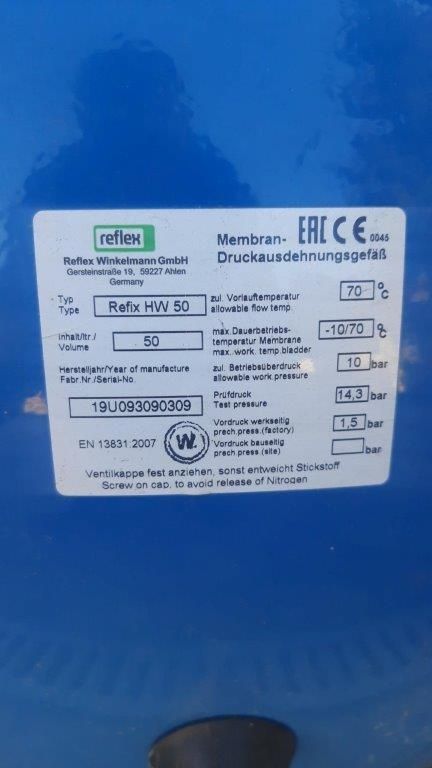 reflex
Reflex Winkelmann GmbH
Gersteinstraße 19, 59227 Ahlen
Germany
Membran- EAC CE 0045
Druckausdehnungsgefäß
Typ
Type
Refix HW 50
zul. Vorlauftemperatur
allowable flow temp.
70 °C
Inhalt/ltr./
Volume
50
max.Dauerbetriebs-
temperatur Membrane
max. work. temp.bladder
-10/70 °C
zul. Betriebsüberdruck
allowable work.pressure
10 bar
Herstelljahr/Year of manufacture
Fabr.Nr./Serial-No.
19U093090309
Prüfdruck
Test pressure
14,3 bar
Vordruck werkseitig
prech.press.(factory)
1,5 bar
Vordruck bauseitig
prech.press.(site)
bar
EN 13831:2007
W.
Ventilkappe fest anziehen, sonst entweicht Stickstoff
Screw on cap, to avoid release of Nitrogen